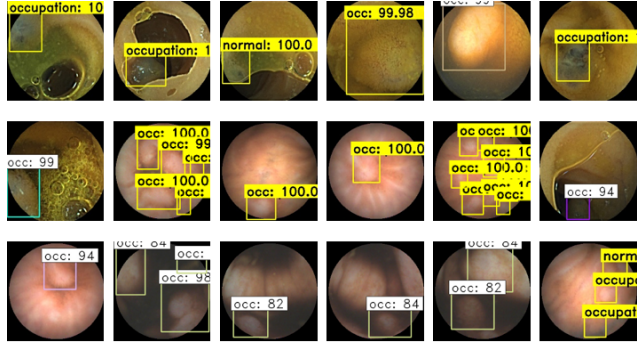 occupation: 10
occupation: 1
normal: 100.0
occ: 99.98
occupation:
occ: 99
occ: 100.0
occ: 99
occ:
occ: 100.0
occ:
occ: 100.0
occ: 100.0
occ: 94
occ: 94
occ: 84
occ:
occ: 98
occ: 82
occ: 84
occ: 84
occ: 82
norm
occupa
occupat